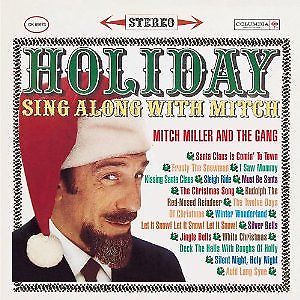 STEREO
COLUMBIA
HOLIDAY
SING ALONG WITH MITCH
MITCH MILLER AND THE GANG
Santa Claus Is Comin' To Town
Frosty The Snowman I Saw Mommy
Kissing Santa Claus Sleigh Ride Must Be Santa
The Christmas Song Rudolph The
Red-Nosed Reindeer The Twelve Days
Of Christmas Winter Wonderland
Let It Snow! Let It Snow! Let It Snow! Silver Bells
Jingle Bells White Christmas
Deck The Halls With Boughs Of Holly
Silent Night, Holy Night
Auld Lang Syne